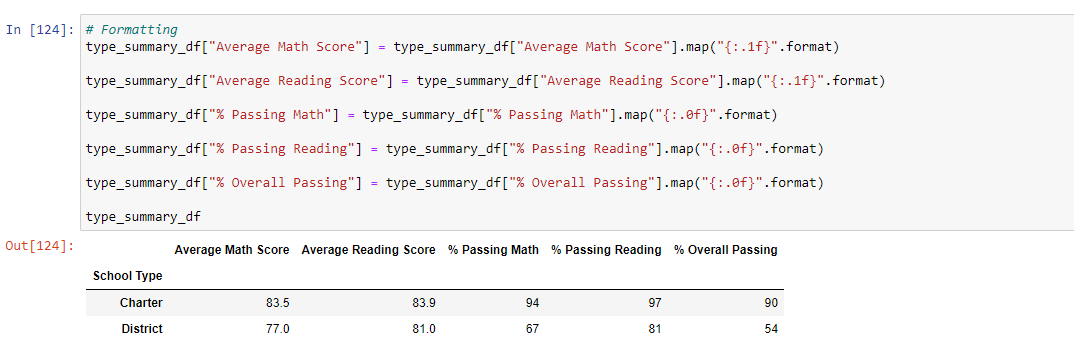 In [124]: # Formatting
type_summary_df["Average Math Score"] = type_summary_df["Average Math Score"].map("{:.1f}".format)
type_summary_df["Average Reading Score"] = type_summary_df["Average Reading Score"].map("{:.1f}".format)
type_summary_df["% Passing Math"] = type_summary_df["% Passing Math"].map("{:.0f}".format)
type_summary_df["% Passing Reading"] = type_summary_df["% Passing Reading"].map("{:.0f}".format)
type_summary_df["% Overall Passing"] = type_summary_df["% Overall Passing"].map("{:.0f}".format)
type_summary_df
Out[124]:
Average Math Score Average Reading Score % Passing Math % Passing Reading % Overall Passing
School Type
Charter 83.5 83.9 94 97 90
District 77.0 81.0 67 81 54